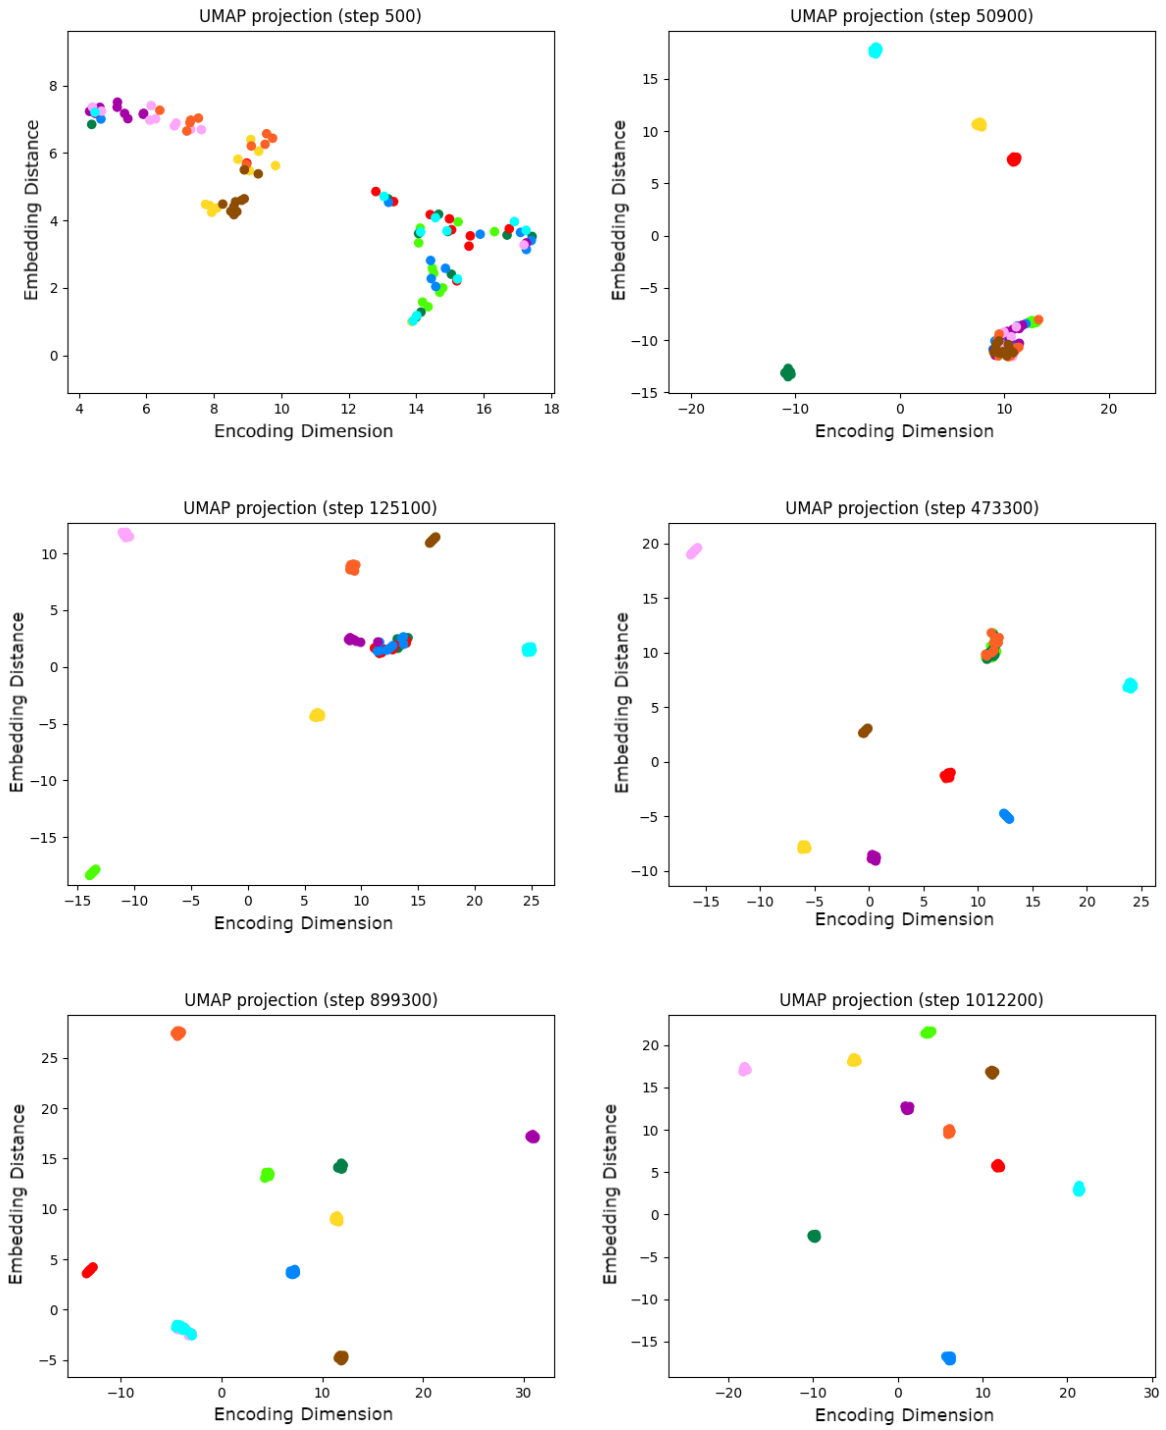 UMAP projection (step 500)
Embedding Distance
8
6
4
2
0
4 6 8 10 12 14 16 18
Encoding Dimension
UMAP projection (step 50900)
Embedding Distance
15
10
5
0
−5
−10
−15
−20 −10 0 10 20
Encoding Dimension
UMAP projection (step 125100)
Embedding Distance
10
5
0
−5
−10
−15
−15 −10 −5 0 5 10 15 20 25
Encoding Dimension
UMAP projection (step 473300)
Embedding Distance
20
15
10
5
0
−5
−10
−15 −10 −5 0 5 10 15 20 25
Encoding Dimension
UMAP projection (step 899300)
Embedding Distance
25
20
15
10
5
0
−5
−10 0 10 20 30
Encoding Dimension
UMAP projection (step 1012200)
Embedding Distance
20
15
10
5
0
−5
−10
−15
−20 −10 0 10 20 30
Encoding Dimension